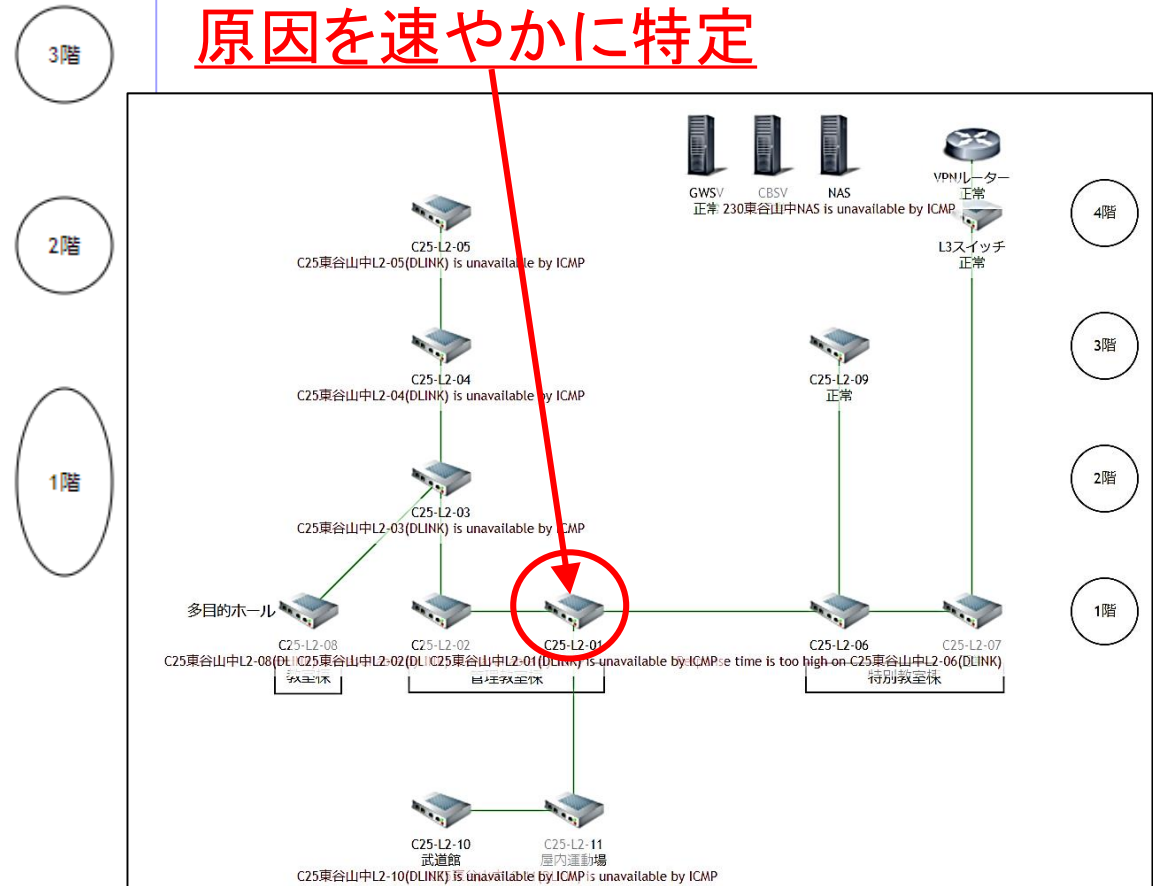 原因を速やかに特定
3階
2階
1階
GWSV
CBSV
NAS
正常
230東谷山中NAS is unavailable by ICMP
VPNルーター
正常
L3スイッチ
正常
4階
C25-L2-05
C25東谷山中L2-05(DLINK) is unavailable by ICMP
C25-L2-04
C25東谷山中L2-04(DLINK) is unavailable by ICMP
C25-L2-09
正常
3階
C25-L2-03
C25東谷山中L2-03(DLINK) is unavailable by ICMP
2階
多目的ホール
1階
C25-L2-08
C25-L2-02
C25-L2-01
C25-L2-06
C25-L2-07
C25東谷山中L2-08(DL
C25東谷山中L2-02(DL
C25東谷山中L2-01(DLINK) is unavailable by ICMP
se time is too high on C25東谷山中L2-06(DLINK)
教室棟
管理教室棟
特別教室棟
C25-L2-10
武道館
C25-L2-11
屋内運動場
C25東谷山中L2-10(DLINK) is unavailable by ICMP
is unavailable by ICMP